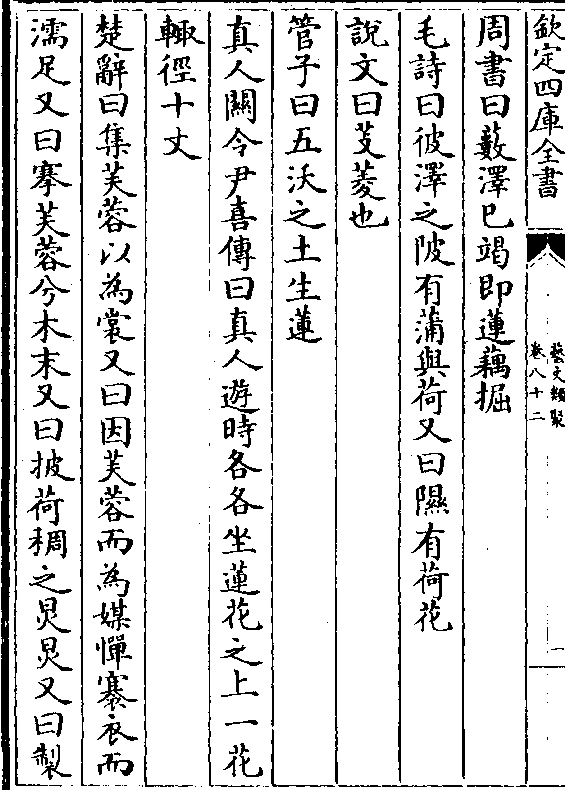 欽定四庫全書
藝文類聚
卷八十二
一
周書曰藪澤已竭即蓮藕掘
毛詩曰彼澤之陂有蒲與荷又曰隰有荷花
說文曰芰蔆也
管子曰五沃之土生蓮
真人關令尹喜傳曰真人遊時各各坐蓮花之上一花
輙徑十丈
楚辭曰集芙蓉以為裳又曰因芙蓉而為媒憚褰衣而
濡足又曰搴芙蓉兮木末又曰披荷稠之炅炅又曰製